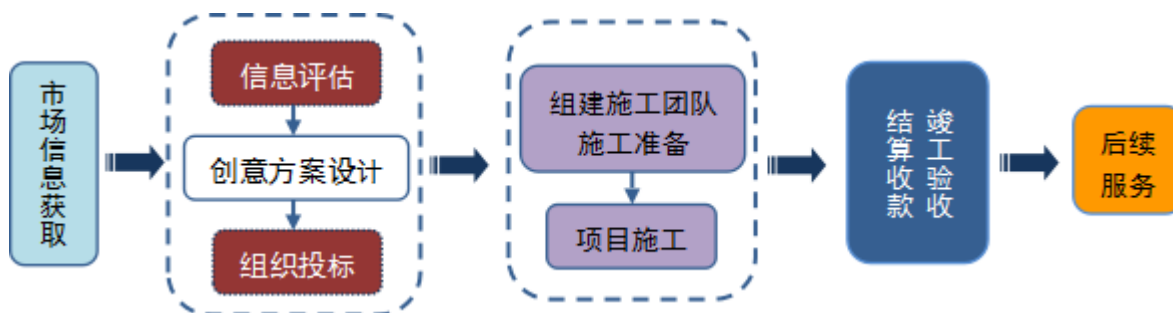 市场信息获取
信息评估
创意方案设计
组织投标
组建施工团队
施工准备
项目施工
竣工验收
结算收款
后续
服务